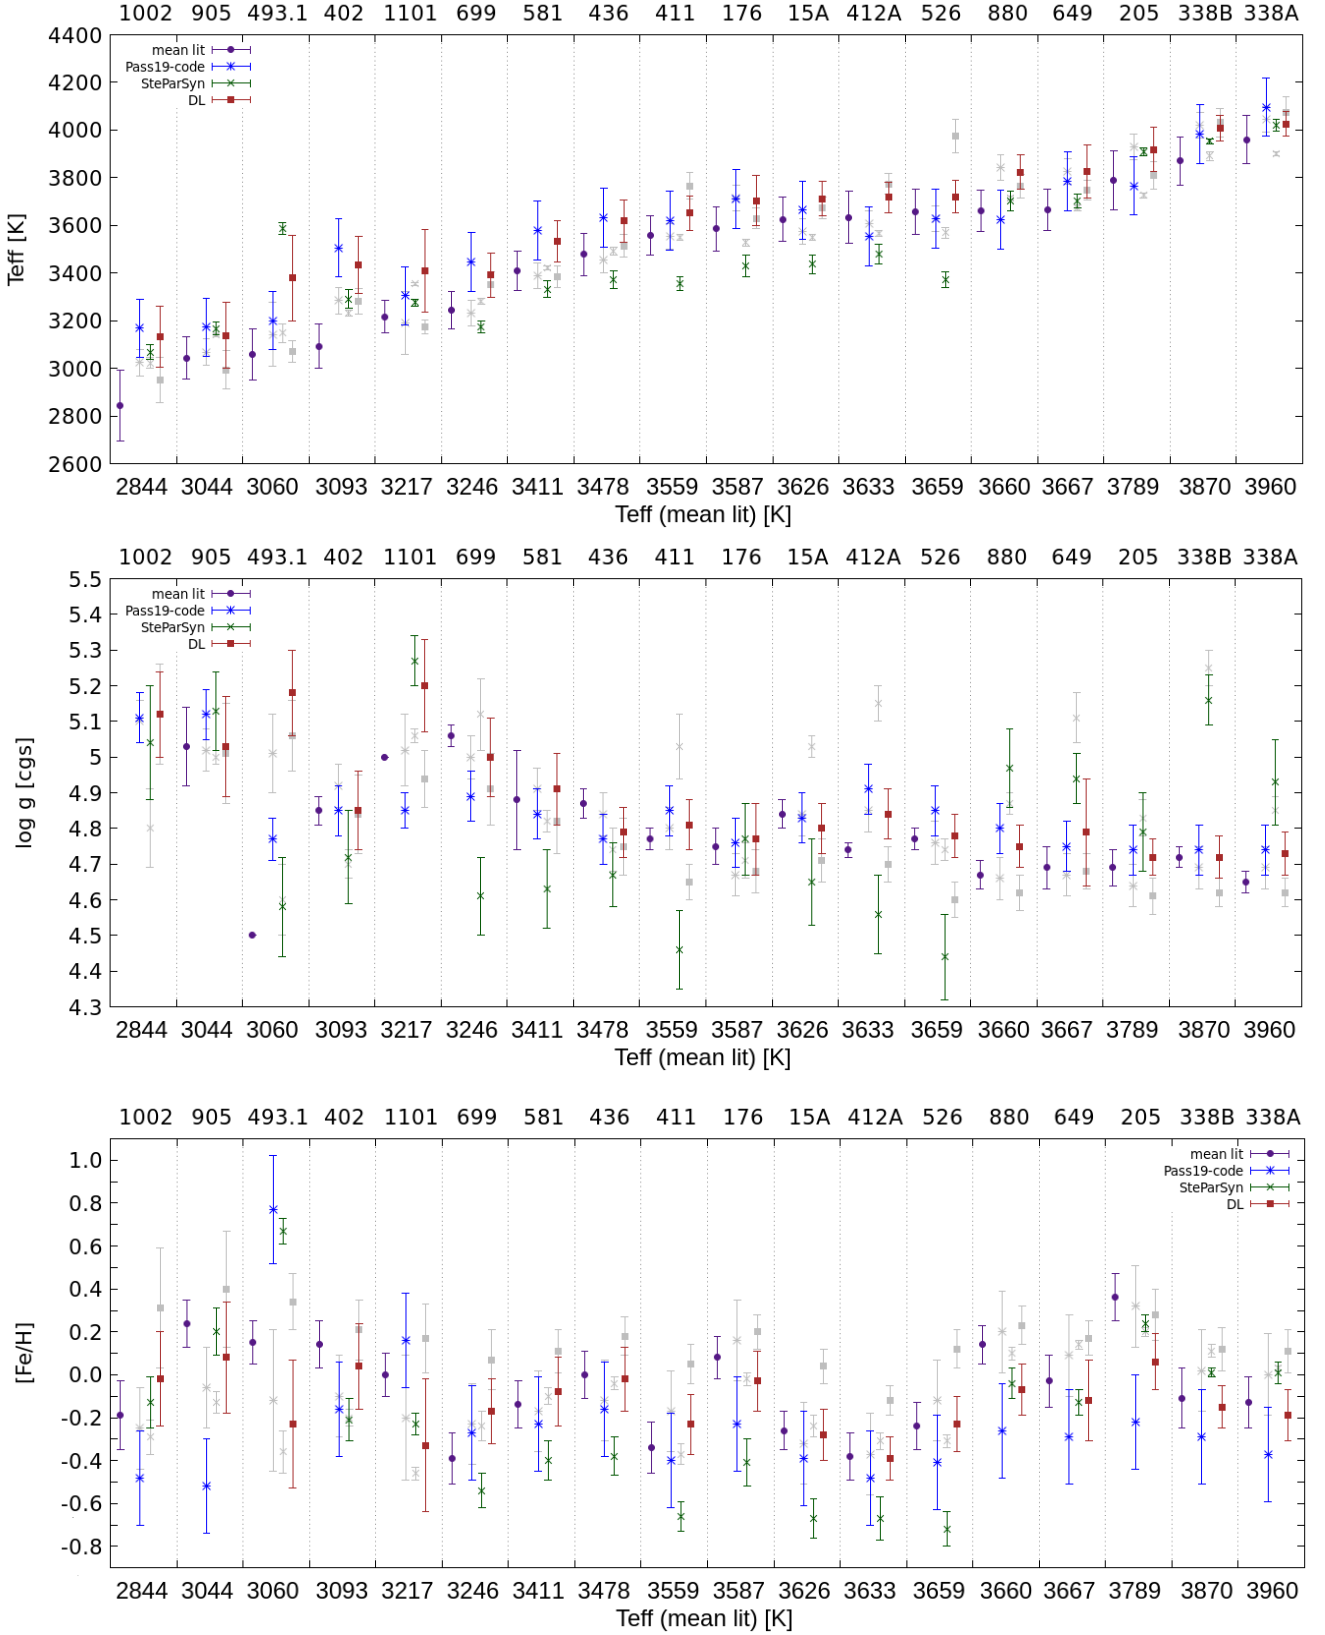 1002 905 493.1 402 1101 699 581 436 411 176 15A 412A 526 880 649 205 338B 338A
4400
mean lit
Pass19-code
SteParSyn
DL
4200
4000
3800
3600
3400
3200
3000
2800
2600
Teff [K]
2844 3044 3060 3093 3217 3246 3411 3478 3559 3587 3626 3633 3659 3660 3667 3789 3870 3960
Teff (mean lit) [K]
1002 905 493.1 402 1101 699 581 436 411 176 15A 412A 526 880 649 205 338B 338A
5.5
mean lit
Pass19-code
SteParSyn
DL
5.4
5.3
5.2
5.1
5
4.9
4.8
4.7
4.6
4.5
4.4
4.3
log g [cgs]
2844 3044 3060 3093 3217 3246 3411 3478 3559 3587 3626 3633 3659 3660 3667 3789 3870 3960
Teff (mean lit) [K]
1002 905 493.1 402 1101 699 581 436 411 176 15A 412A 526 880 649 205 338B 338A
mean lit
Pass19-code
SteParSyn
DL
1.0
0.8
0.6
0.4
0.2
0.0
-0.2
-0.4
-0.6
-0.8
[Fe/H]
2844 3044 3060 3093 3217 3246 3411 3478 3559 3587 3626 3633 3659 3660 3667 3789 3870 3960
Teff (mean lit) [K]